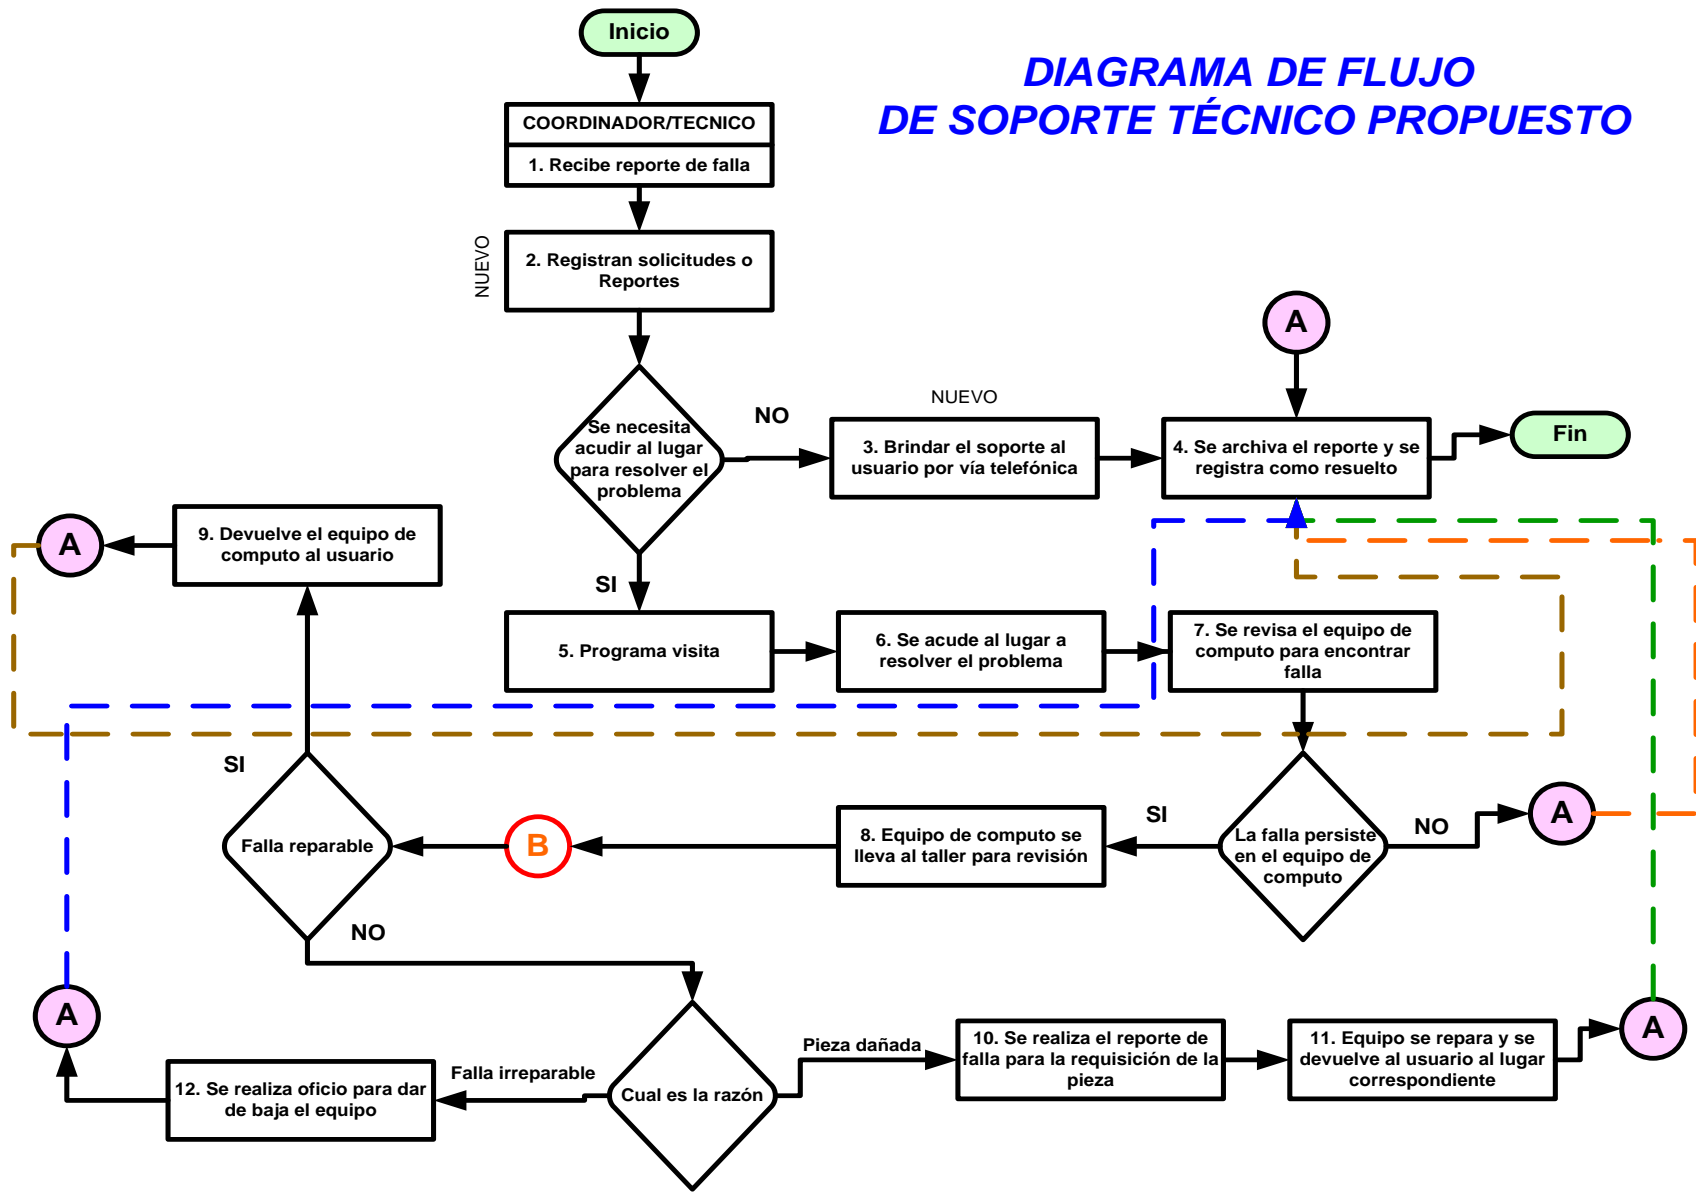 Inicio
DIAGRAMA DE FLUJO
DE SOPORTE TÉCNICO PROPUESTO
COORDINADOR/TECNICO
1. Recibe reporte de falla
NUEVO
2. Registran solicitudes o
Reportes
A
Se necesita
acudir al lugar
para resolver el
problema
NO
NUEVO
3. Brindar el soporte al
usuario por vía telefónica
4. Se archiva el reporte y se
registra como resuelto
Fin
A
9. Devuelve el equipo de
computo al usuario
SI
5. Programa visita
6. Se acude al lugar a
resolver el problema
7. Se revisa el equipo de
computo para encontrar
falla
SI
Falla reparable
B
8. Equipo de computo se
lleva al taller para revisión
SI
La falla persiste
en el equipo de
computo
NO
A
NO
A
12. Se realiza oficio para dar
de baja el equipo
Falla irreparable
Cual es la razón
Pieza dañada
10. Se realiza el reporte de
falla para la requisición de la
pieza
11. Equipo se repara y se
devuelve al usuario al lugar
correspondiente
A